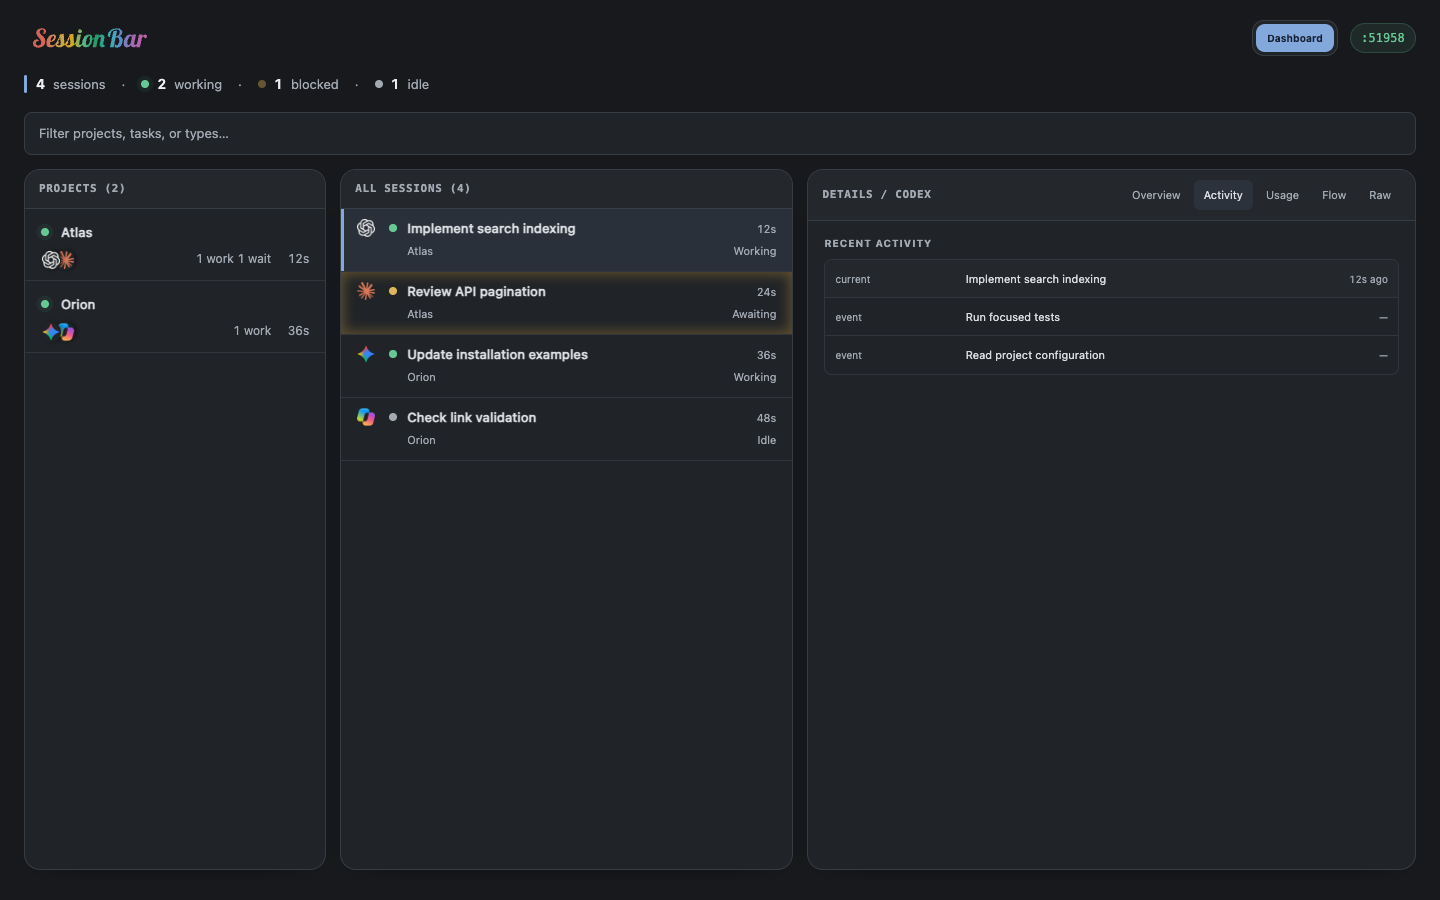 SessionBar
Dashboard
:51958
4 sessions · 2 working · 1 blocked · 1 idle
Filter projects, tasks, or types...
PROJECTS (2)
Atlas
1 work 1 wait 12s
Orion
1 work 36s
ALL SESSIONS (4)
Implement search indexing 12s
Atlas Working
Review API pagination 24s
Atlas Awaiting
Update installation examples 36s
Orion Working
Check link validation 48s
Orion Idle
DETAILS / CODEX
Overview Activity Usage Flow Raw
RECENT ACTIVITY
current Implement search indexing 12s ago
event Run focused tests —
event Read project configuration —